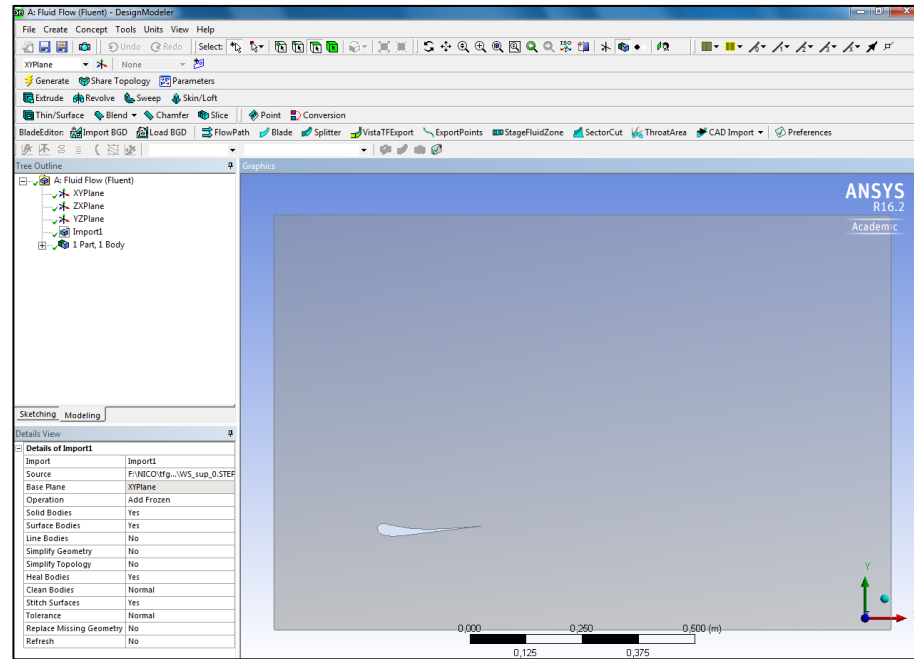 A: Fluid Flow (Fluent) - DesignModeler
File Create Concept Tools Units View Help
Undo Redo Select:
XYPlane None
Generate Share Topology Parameters
Extrude Revolve Sweep Skin/Loft
Thin/Surface Blend Chamfer Slice Point Conversion
BladeEditor: Import BGD Load BGD FlowPath Blade Splitter VistaTFExport ExportPoints StageFluidZone SectorCut ThroatArea CAD Import Preferences
Tree Outline
Graphics
A: Fluid Flow (Fluent)
XYPlane
ZXPlane
YZPlane
Import1
1 Part, 1 Body
ANSYS
R16.2
Academic
Sketching Modeling
Details View
Details of Import1
Import Import1
Source F:\NICO\tfg...\WS_sup_0.STEP
Base Plane XYPlane
Operation Add Frozen
Solid Bodies Yes
Surface Bodies Yes
Line Bodies No
Simplify Geometry No
Simplify Topology No
Heal Bodies Yes
Clean Bodies Normal
Stitch Surfaces Yes
Tolerance Normal
Replace Missing Geometry No
Refresh No
Y
0,000 0,250 0,500 (m)
0,125 0,375